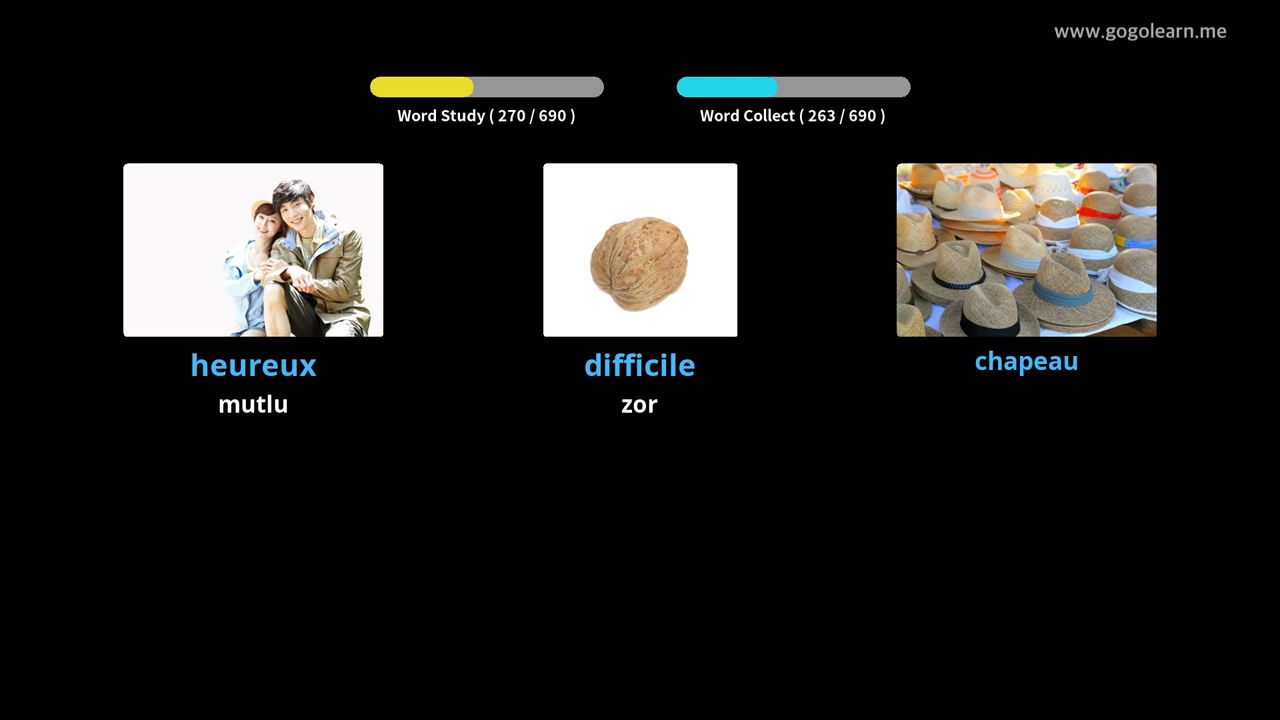 www.gogolearn.me
Word Study ( 270 / 690 )
Word Collect ( 263 / 690 )
heureux
mutlu
difficile
zor
chapeau